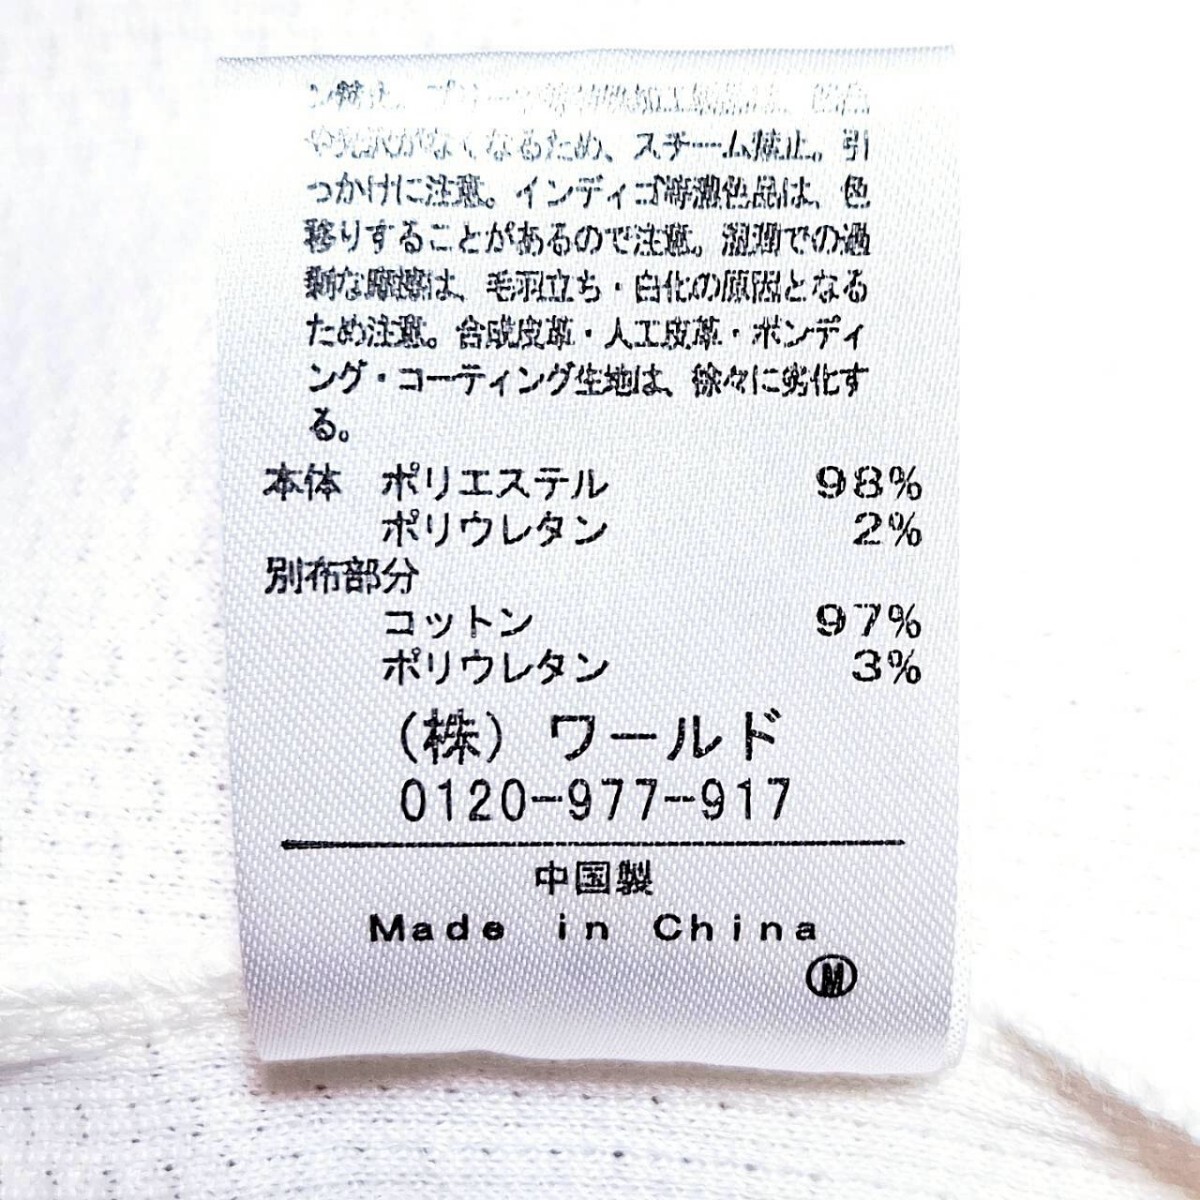 や光沢がなくなるため、スチーム禁止。引
っかけに注意。インディゴ等濃色品は、色
移りすることがあるので注意。湿潤での過
剰な摩擦は、毛羽立ち・白化の原因となる
ため注意。合成皮革・人工皮革・ボンディ
ング・コーティング生地は、徐々に劣化す
る。
本体 ポリエステル 98%
ポリウレタン 2%
別布部分
コットン 97%
ポリウレタン 3%
(株) ワールド
0120-977-917
中国製
Made in China
Ⓜ